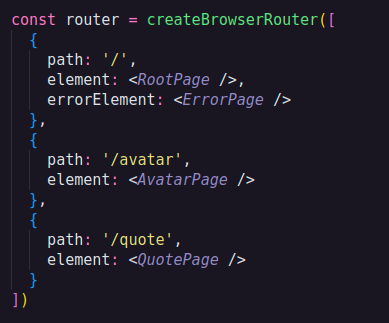 const router = createBrowserRouter([
  {
    path: '/',
    element: <RootPage />,
    errorElement: <ErrorPage />
  },
  {
    path: '/avatar',
    element: <AvatarPage />
  },
  {
    path: '/quote',
    element: <QuotePage />
  }
])